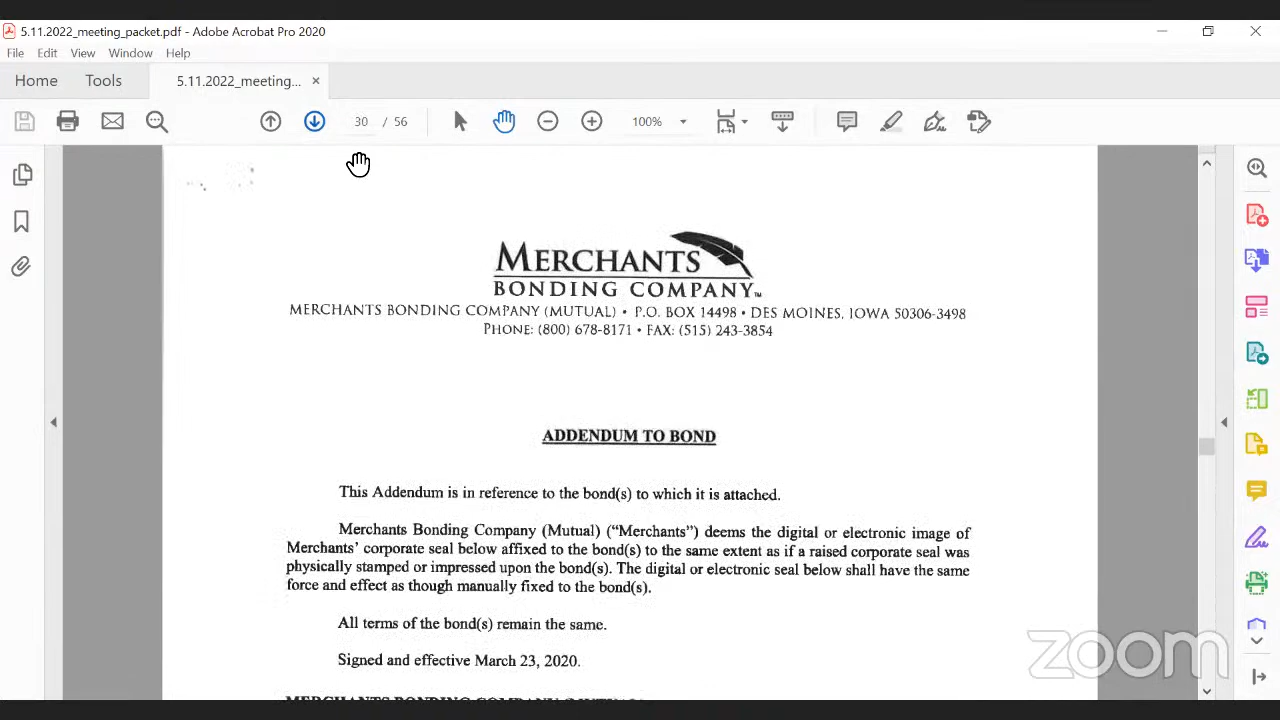 5.11.2022_meeting_packet.pdf - Adobe Acrobat Pro 2020
File Edit View Window Help
Home Tools 5.11.2022_meeting... ×
30 / 56 100%
MERCHANTS
BONDING COMPANY™
MERCHANTS BONDING COMPANY (MUTUAL) • P.O. BOX 14498 • DES MOINES, IOWA 50306-3498
PHONE: (800) 678-8171 • FAX: (515) 243-3854
ADDENDUM TO BOND
This Addendum is in reference to the bond(s) to which it is attached.
Merchants Bonding Company (Mutual) (“Merchants”) deems the digital or electronic image of
Merchants’ corporate seal below affixed to the bond(s) to the same extent as if a raised corporate seal was
physically stamped or impressed upon the bond(s). The digital or electronic seal below shall have the same
force and effect as though manually fixed to the bond(s).
All terms of the bond(s) remain the same.
Signed and effective March 23, 2020.
MERCHANTS BONDING COMPANY
zoom